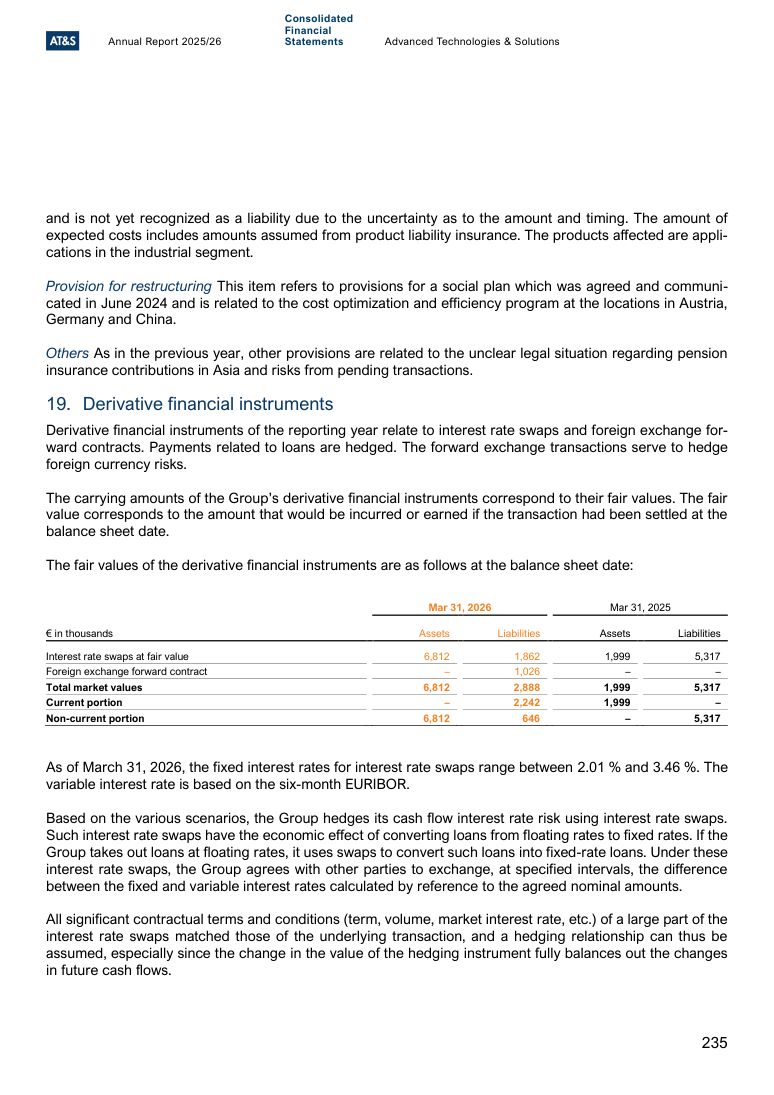 AT&S
Annual Report 2025/26
Consolidated
Financial
Statements
Advanced Technologies & Solutions
and is not yet recognized as a liability due to the uncertainty as to the amount and timing. The amount of
expected costs includes amounts assumed from product liability insurance. The products affected are appli-
cations in the industrial segment.
Provision for restructuring This item refers to provisions for a social plan which was agreed and communi-
cated in June 2024 and is related to the cost optimization and efficiency program at the locations in Austria,
Germany and China.
Others As in the previous year, other provisions are related to the unclear legal situation regarding pension
insurance contributions in Asia and risks from pending transactions.
19. Derivative financial instruments
Derivative financial instruments of the reporting year relate to interest rate swaps and foreign exchange for-
ward contracts. Payments related to loans are hedged. The forward exchange transactions serve to hedge
foreign currency risks.
The carrying amounts of the Group's derivative financial instruments correspond to their fair values. The fair
value corresponds to the amount that would be incurred or earned if the transaction had been settled at the
balance sheet date.
The fair values of the derivative financial instruments are as follows at the balance sheet date:
Mar 31, 2026 Mar 31, 2025
€ in thousands Assets Liabilities Assets Liabilities
Interest rate swaps at fair value 6,812 1,862 1,999 5,317
Foreign exchange forward contract – 1,026 – –
Total market values 6,812 2,888 1,999 5,317
Current portion – 2,242 1,999 –
Non-current portion 6,812 646 – 5,317
As of March 31, 2026, the fixed interest rates for interest rate swaps range between 2.01 % and 3.46 %. The
variable interest rate is based on the six-month EURIBOR.
Based on the various scenarios, the Group hedges its cash flow interest rate risk using interest rate swaps.
Such interest rate swaps have the economic effect of converting loans from floating rates to fixed rates. If the
Group takes out loans at floating rates, it uses swaps to convert such loans into fixed-rate loans. Under these
interest rate swaps, the Group agrees with other parties to exchange, at specified intervals, the difference
between the fixed and variable interest rates calculated by reference to the agreed nominal amounts.
All significant contractual terms and conditions (term, volume, market interest rate, etc.) of a large part of the
interest rate swaps matched those of the underlying transaction, and a hedging relationship can thus be
assumed, especially since the change in the value of the hedging instrument fully balances out the changes
in future cash flows.
235